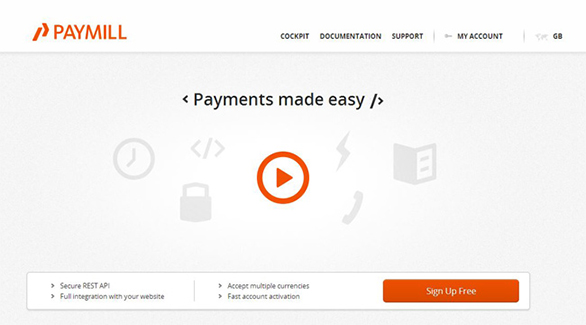 PAYMILL
COCKPIT DOCUMENTATION SUPPORT MY ACCOUNT GB
‹ Payments made easy /›
</>
› Secure REST API
› Full integration with your website
› Accept multiple currencies
› Fast account activation
Sign Up Free